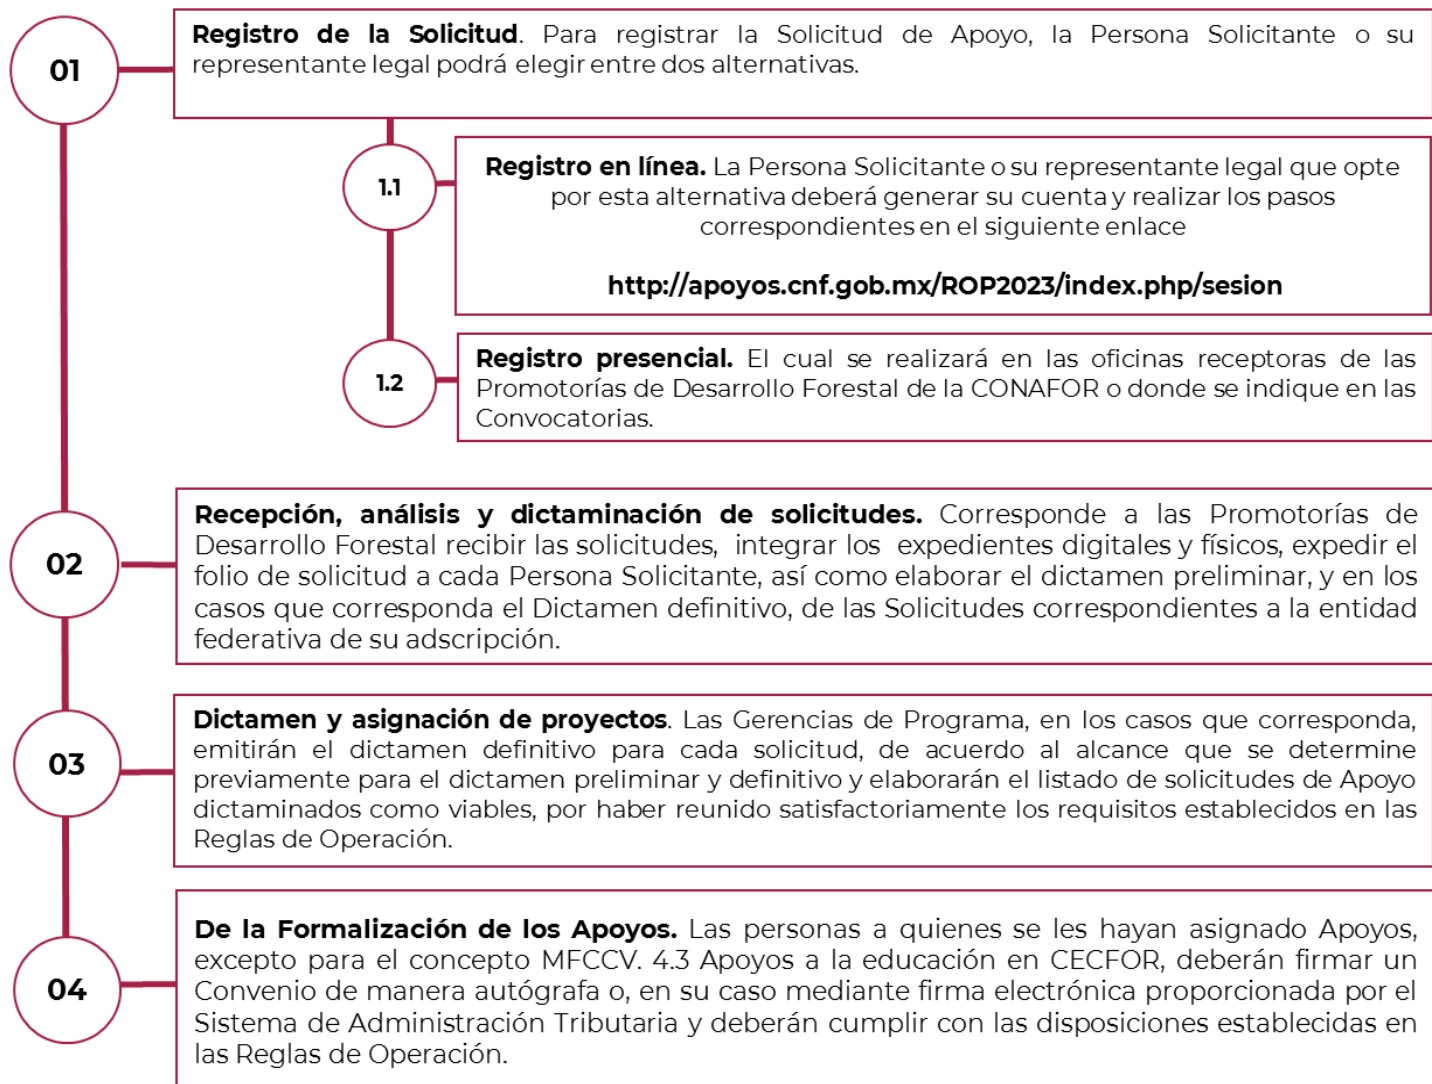 01
Registro de la Solicitud. Para registrar la Solicitud de Apoyo, la Persona Solicitante o su
representante legal podrá elegir entre dos alternativas.
1.1
Registro en línea. La Persona Solicitante o su representante legal que opte
por esta alternativa deberá generar su cuenta y realizar los pasos
correspondientes en el siguiente enlace
http://apoyos.cnf.gob.mx/ROP2023/index.php/sesion
1.2
Registro presencial. El cual se realizará en las oficinas receptoras de las
Promotorías de Desarrollo Forestal de la CONAFOR o donde se indique en las
Convocatorias.
02
Recepción, análisis y dictaminación de solicitudes. Corresponde a las Promotorías de
Desarrollo Forestal recibir las solicitudes, integrar los expedientes digitales y físicos, expedir el
folio de solicitud a cada Persona Solicitante, así como elaborar el dictamen preliminar, y en los
casos que corresponda el Dictamen definitivo, de las Solicitudes correspondientes a la entidad
federativa de su adscripción.
03
Dictamen y asignación de proyectos. Las Gerencias de Programa, en los casos que corresponda,
emitirán el dictamen definitivo para cada solicitud, de acuerdo al alcance que se determine
previamente para el dictamen preliminar y definitivo y elaborarán el listado de solicitudes de Apoyo
dictaminados como viables, por haber reunido satisfactoriamente los requisitos establecidos en las
Reglas de Operación.
04
De la Formalización de los Apoyos. Las personas a quienes se les hayan asignado Apoyos,
excepto para el concepto MFCCV. 4.3 Apoyos a la educación en CECFOR, deberán firmar un
Convenio de manera autógrafa o, en su caso mediante firma electrónica proporcionada por el
Sistema de Administración Tributaria y deberán cumplir con las disposiciones establecidas en
las Reglas de Operación.